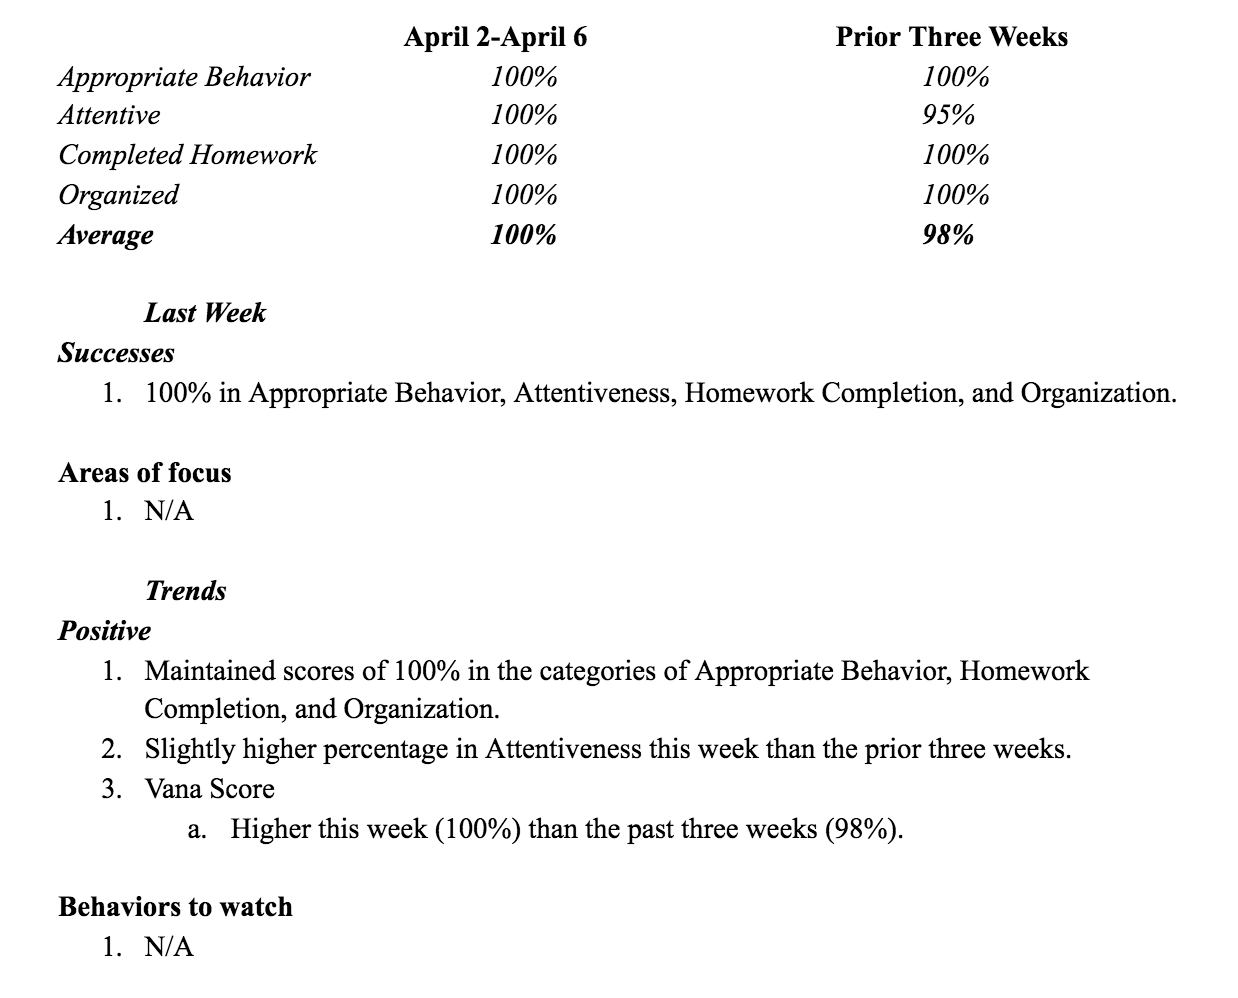 April 2-April 6 Prior Three Weeks
Appropriate Behavior 100% 100%
Attentive 100% 95%
Completed Homework 100% 100%
Organized 100% 100%
Average 100% 98%
Last Week
Successes
1. 100% in Appropriate Behavior, Attentiveness, Homework Completion, and Organization.
Areas of focus
1. N/A
Trends
Positive
1. Maintained scores of 100% in the categories of Appropriate Behavior, Homework
Completion, and Organization.
2. Slightly higher percentage in Attentiveness this week than the prior three weeks.
3. Vana Score
a. Higher this week (100%) than the past three weeks (98%).
Behaviors to watch
1. N/A